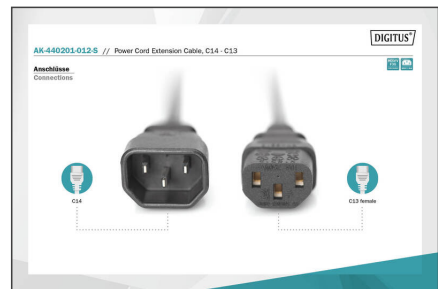 DIGITUS®
AK-440201-012-S // Power Cord Extension Cable, C14 - C13
Anschlüsse
Connections
C14
C13 female